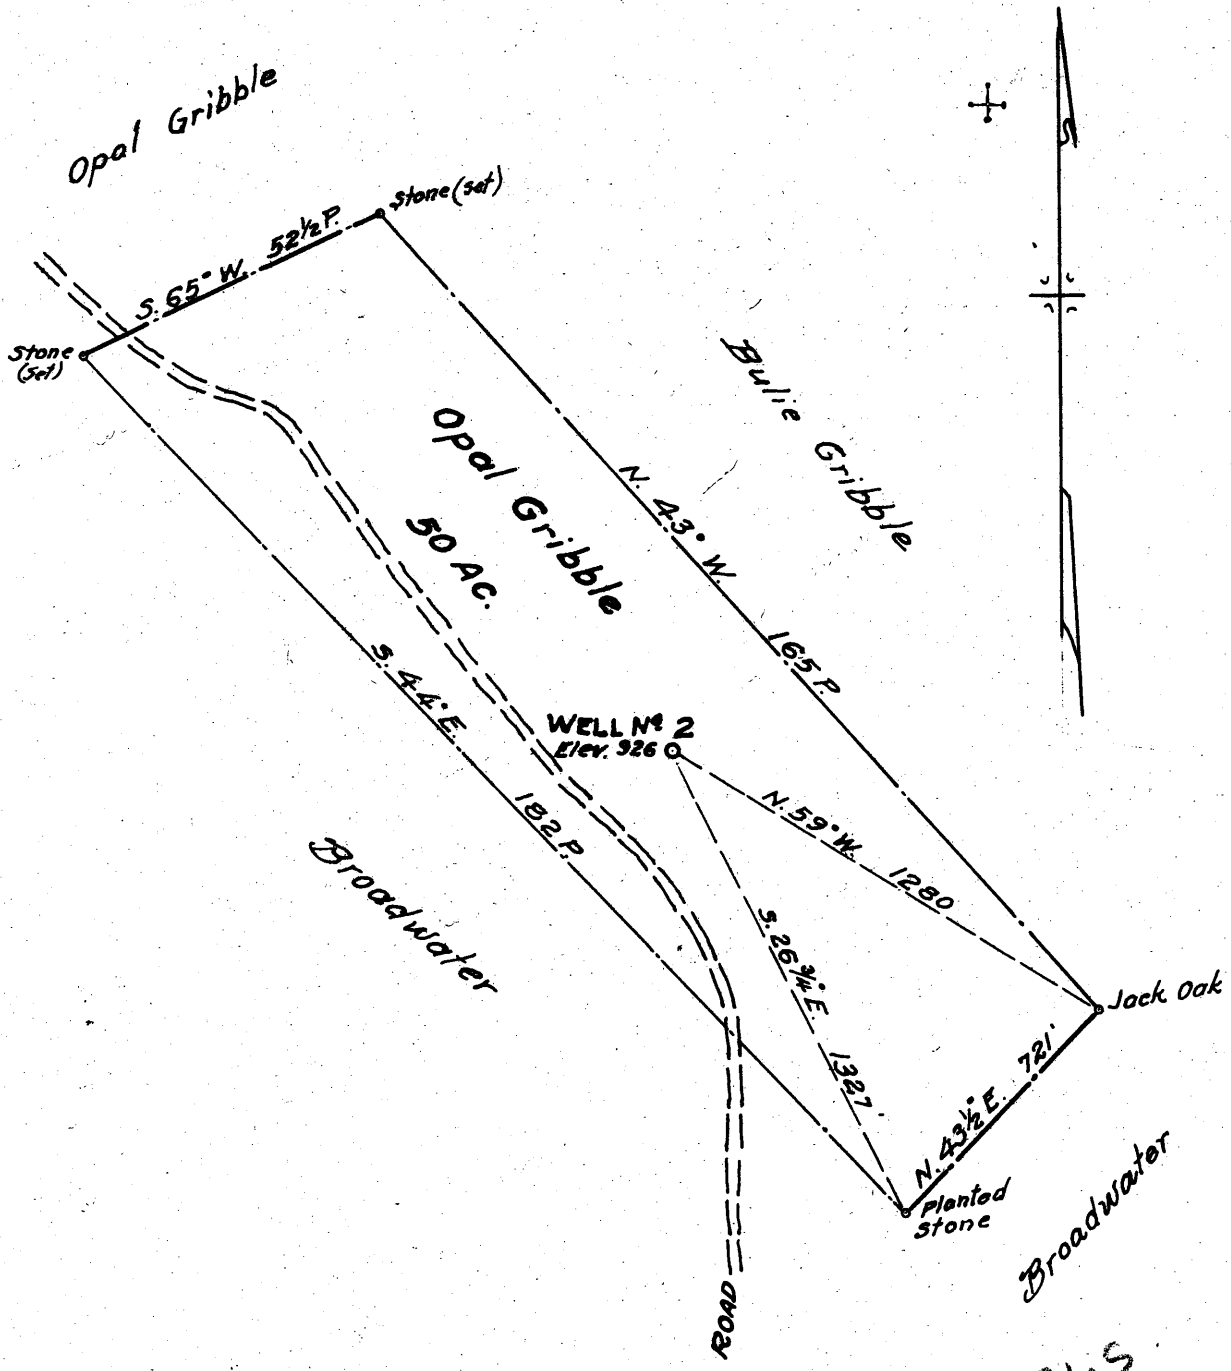 Opal Gribble
Stone (set)
S. 65° W. 52½ P.
Stone
(Set)
Bulie Gribble
Opal Gribble
50 AC.
N. 43° W. 165 P.
S. 44° E. 182 P.
WELL Nº 2
Elev. 926
N. 59° W. 1280
S. 26¾° E. 1327'
Broadwater
Jack Oak
N. 43½° E. 721'
Planted
Stone
Broadwater
ROAD